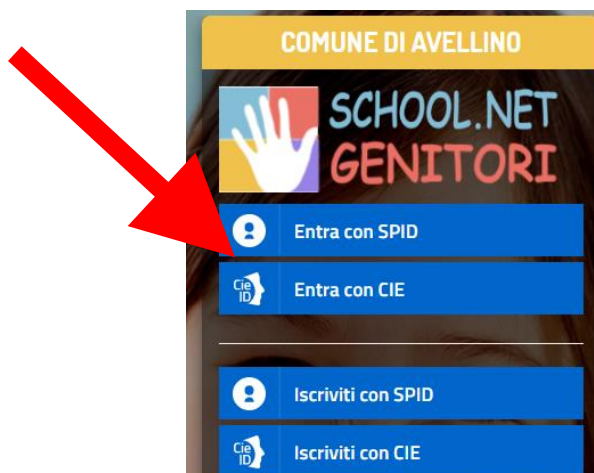 COMUNE DI AVELLINO
SCHOOL.NET
GENITORI
Entra con SPID
Cie
ID
Entra con CIE
Iscriviti con SPID
Cie
ID
Iscriviti con CIE